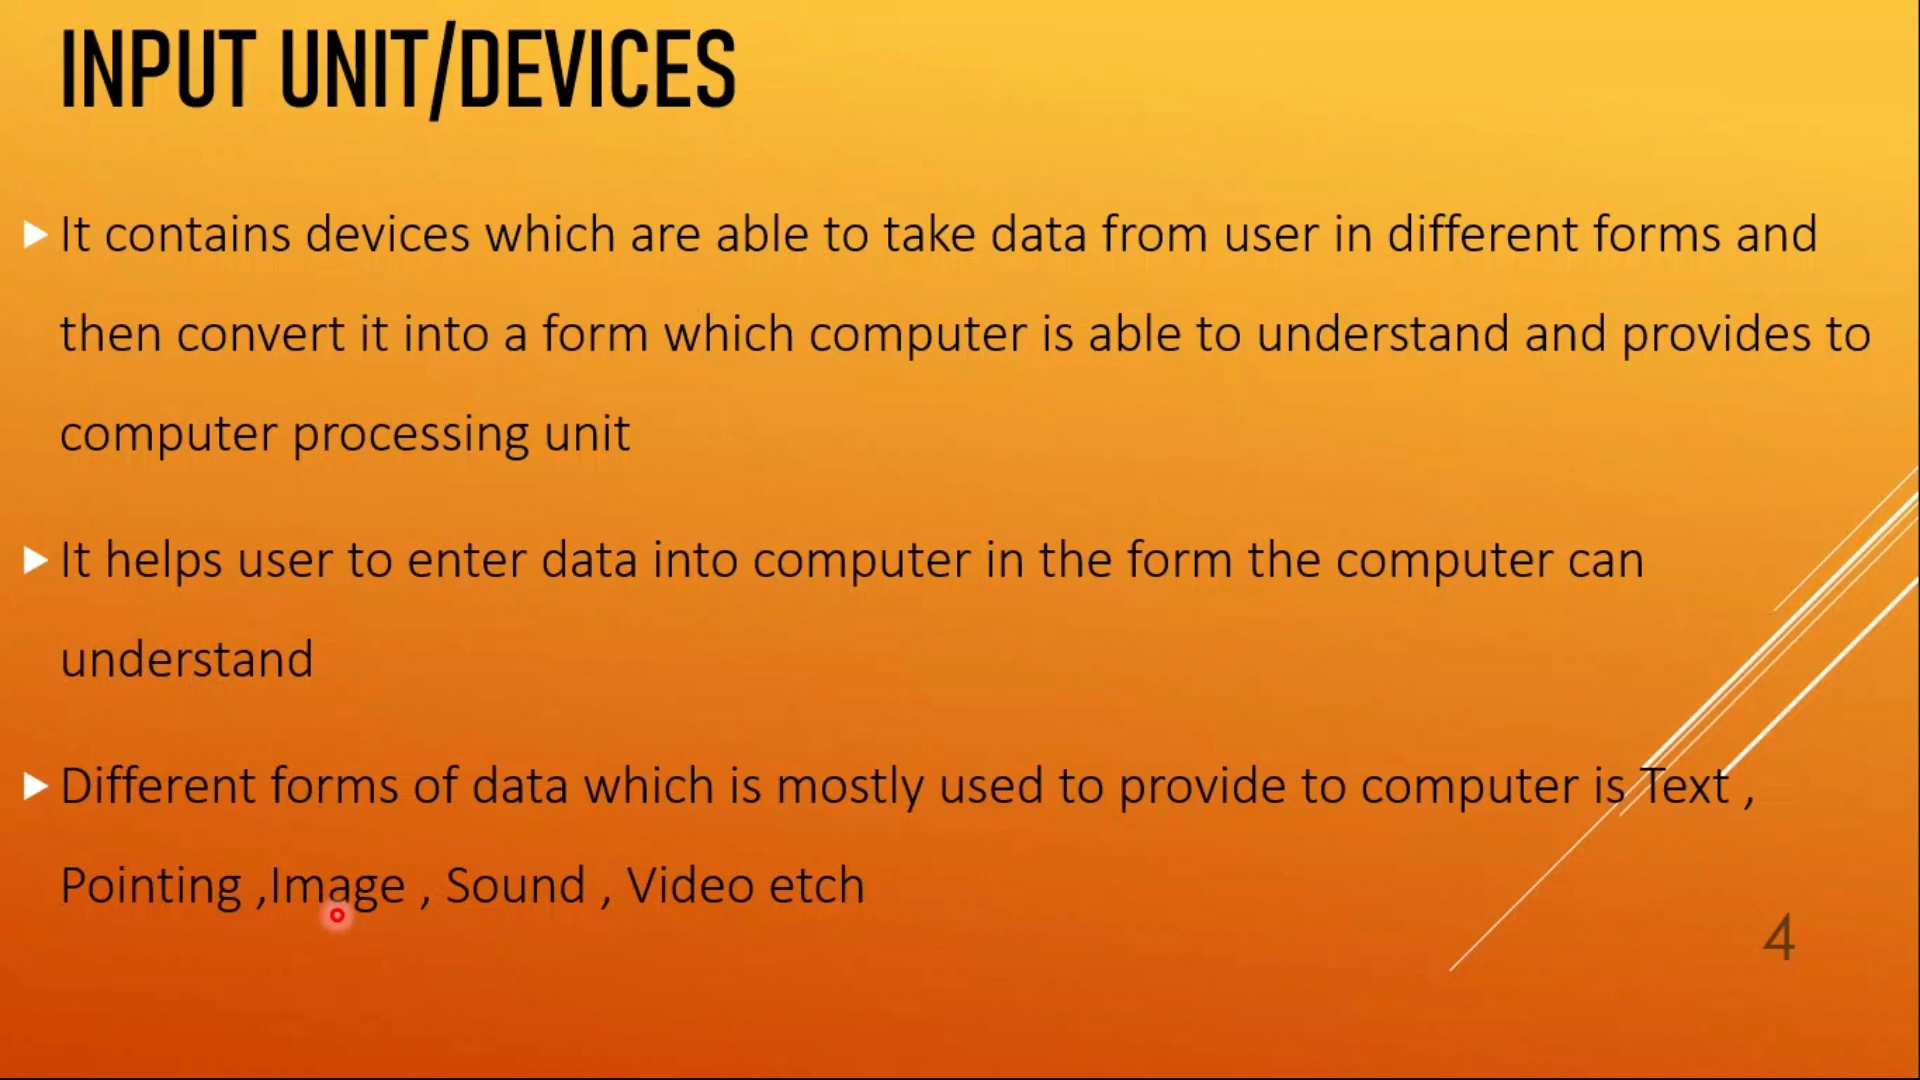 INPUT UNIT/DEVICES
It contains devices which are able to take data from user in different forms and
then convert it into a form which computer is able to understand and provides to
computer processing unit
It helps user to enter data into computer in the form the computer can
understand
Different forms of data which is mostly used to provide to computer is Text ,
Pointing ,Image , Sound , Video etch
4